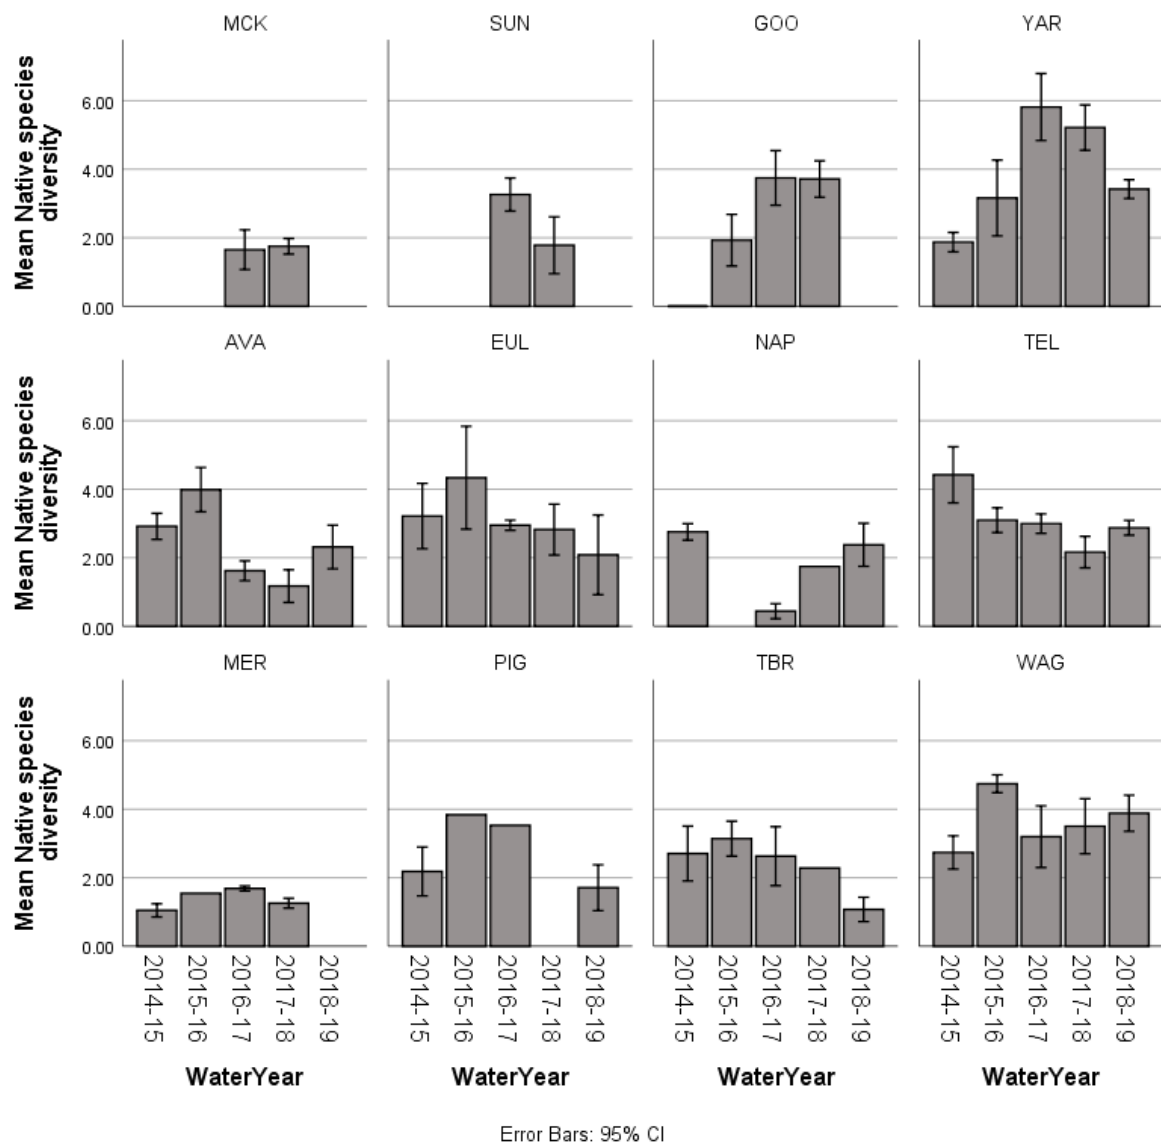 MCK SUN GOO YAR
Mean Native species
diversity
6.00
4.00
2.00
0.00
AVA EUL NAP TEL
Mean Native species
diversity
6.00
4.00
2.00
0.00
MER PIG TBR WAG
Mean Native species
diversity
6.00
4.00
2.00
0.00
2014-15 2015-16 2016-17 2017-18 2018-19 2014-15 2015-16 2016-17 2017-18 2018-19 2014-15 2015-16 2016-17 2017-18 2018-19 2014-15 2015-16 2016-17 2017-18 2018-19
WaterYear WaterYear WaterYear WaterYear
Error Bars: 95% CI